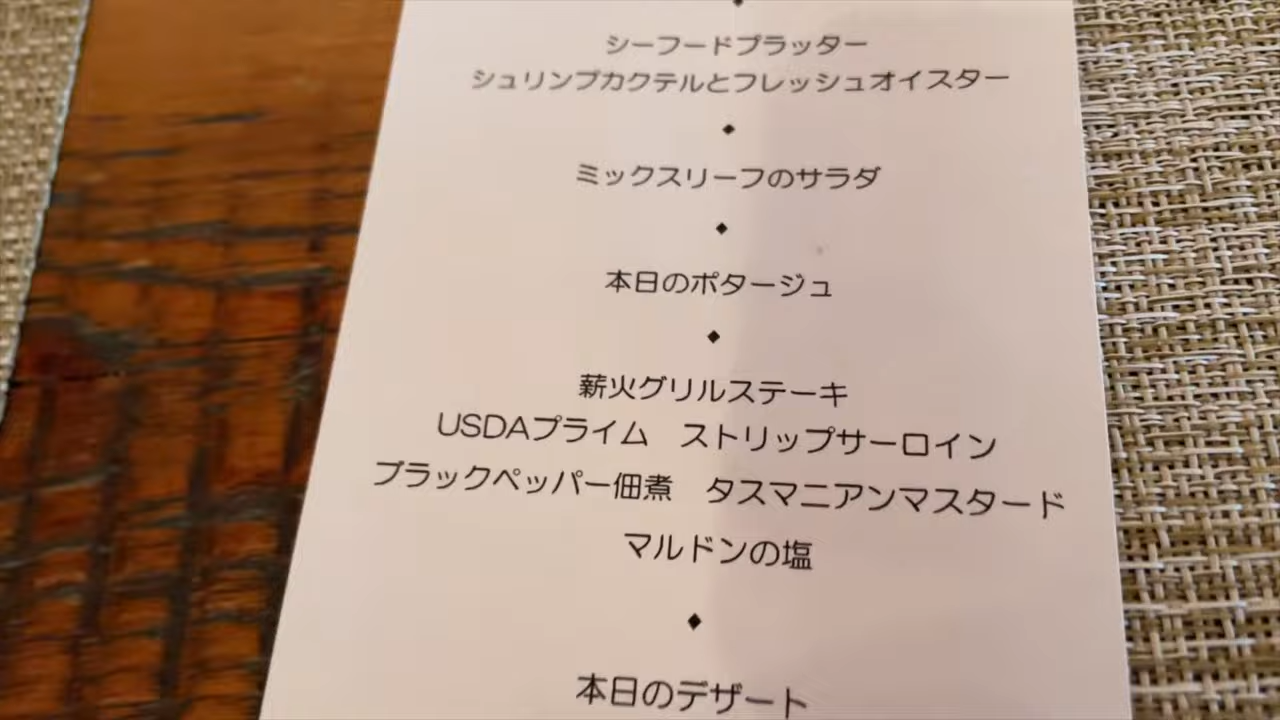 シーフードプラッター
シュリンプカクテルとフレッシュオイスター
ミックスリーフのサラダ
本日のポタージュ
薪火グリルステーキ
USDAプライム　ストリップサーロイン
ブラックペッパー佃煮　タスマニアンマスタード
マルドンの塩
本日のデザート